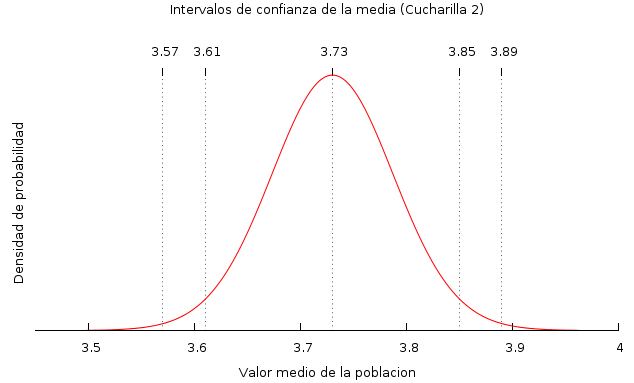 Intervalos de confianza de la media (Cucharilla 2)
3.57 3.61 3.73 3.85 3.89
Densidad de probabilidad
3.5 3.6 3.7 3.8 3.9 4
Valor medio de la poblacion